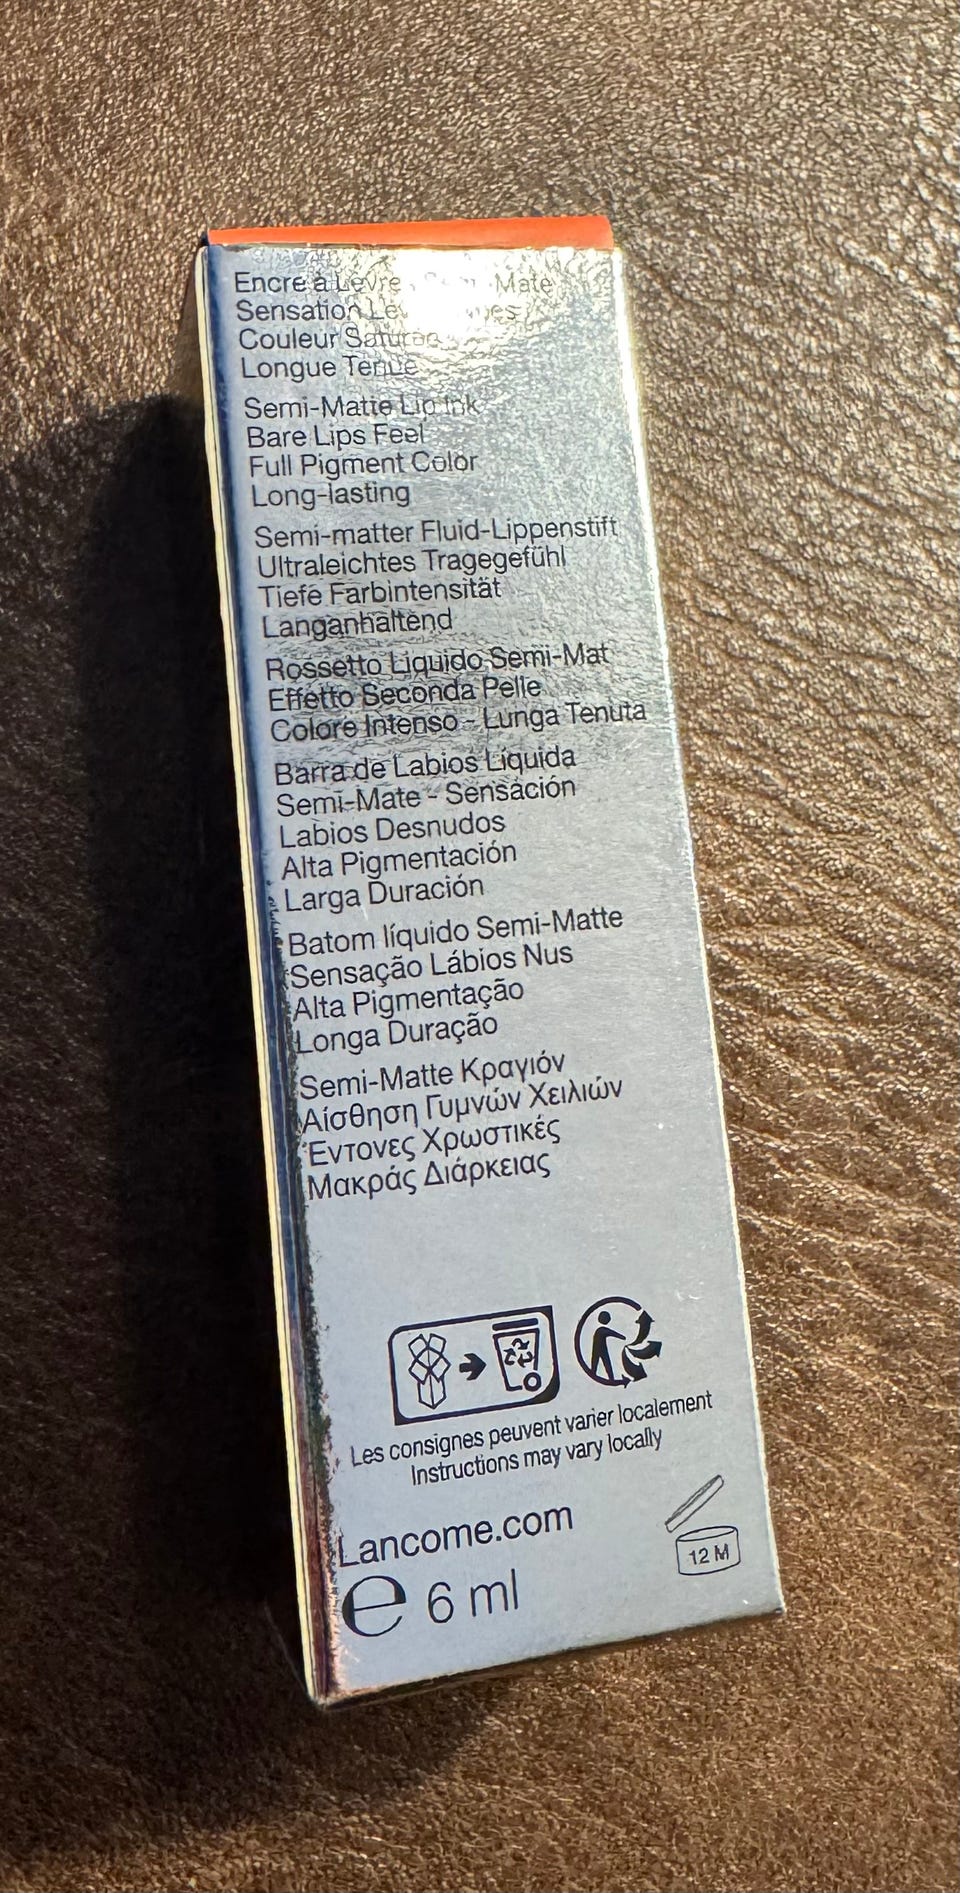 Encre à Lèvres Mate
Sensation
Couleur Saturée
Longue Tenue
Semi-Matte Lip Ink
Bare Lips Feel
Full Pigment Color
Long-lasting
Semi-matter Fluid-Lippenstift
Ultraleichtes Tragegefühl
Tiefe Farbintensität
Langanhaltend
Rossetto Liquido Semi-Mat
Effetto Seconda Pelle
Colore Intenso - Lunga Tenuta
Barra de Labios Líquida
Semi-Mate - Sensación
Labios Desnudos
Alta Pigmentación
Larga Duración
Batom líquido Semi-Matte
Sensação Lábios Nus
Alta Pigmentação
Longa Duração
Semi-Matte Κραγιόν
Αίσθηση Γυμνών Χειλιών
Έντονες Χρωστικές
Μακράς Διάρκειας
Les consignes peuvent varier localement
Instructions may vary locally
Lancome.com
12 M
e 6 ml